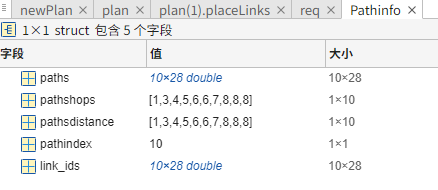 newPlan × plan × plan(1).placeLinks × req × Pathinfo ×
1×1 struct 包含 5 个字段
字段 值 大小
paths 10×28 double 10×28
pathshops [1,3,4,5,6,6,7,8,8,8] 1×10
pathsdistance [1,3,4,5,6,6,7,8,8,8] 1×10
pathindex 10 1×1
link_ids 10×28 double 10×28